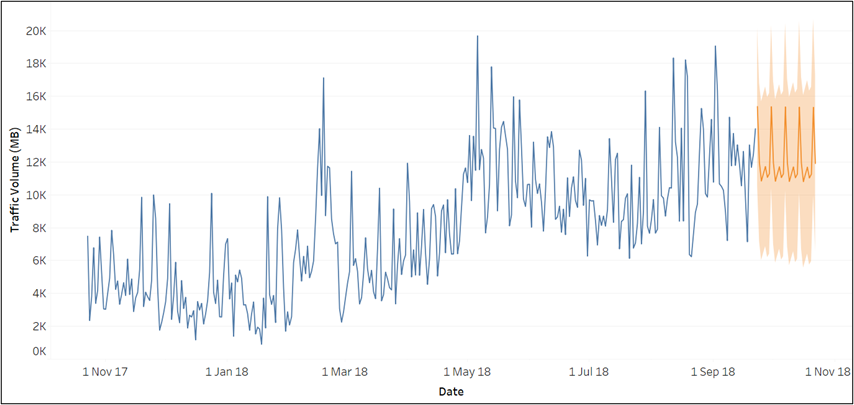 20K
18K
16K
14K
12K
10K
8K
6K
4K
2K
0K
Traffic Volume (MB)
1 Nov 17
1 Jan 18
1 Mar 18
1 May 18
1 Jul 18
1 Sep 18
1 Nov 18
Date